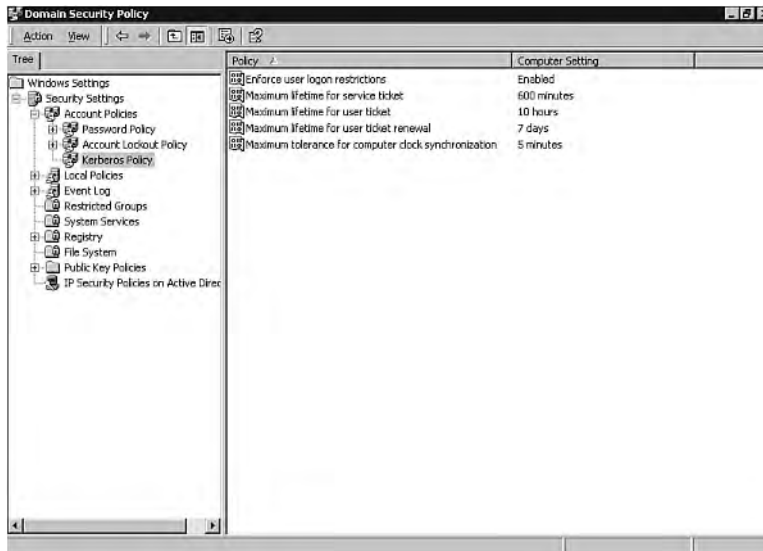 Domain Security Policy
Action View
Tree
Policy Computer Setting
Windows Settings
Security Settings
Account Policies
Password Policy
Account Lockout Policy
Kerberos Policy
Local Policies
Event Log
Restricted Groups
System Services
Registry
File System
Public Key Policies
IP Security Policies on Active Direc
Enforce user logon restrictions Enabled
Maximum lifetime for service ticket 600 minutes
Maximum lifetime for user ticket 10 hours
Maximum lifetime for user ticket renewal 7 days
Maximum tolerance for computer clock synchronization 5 minutes